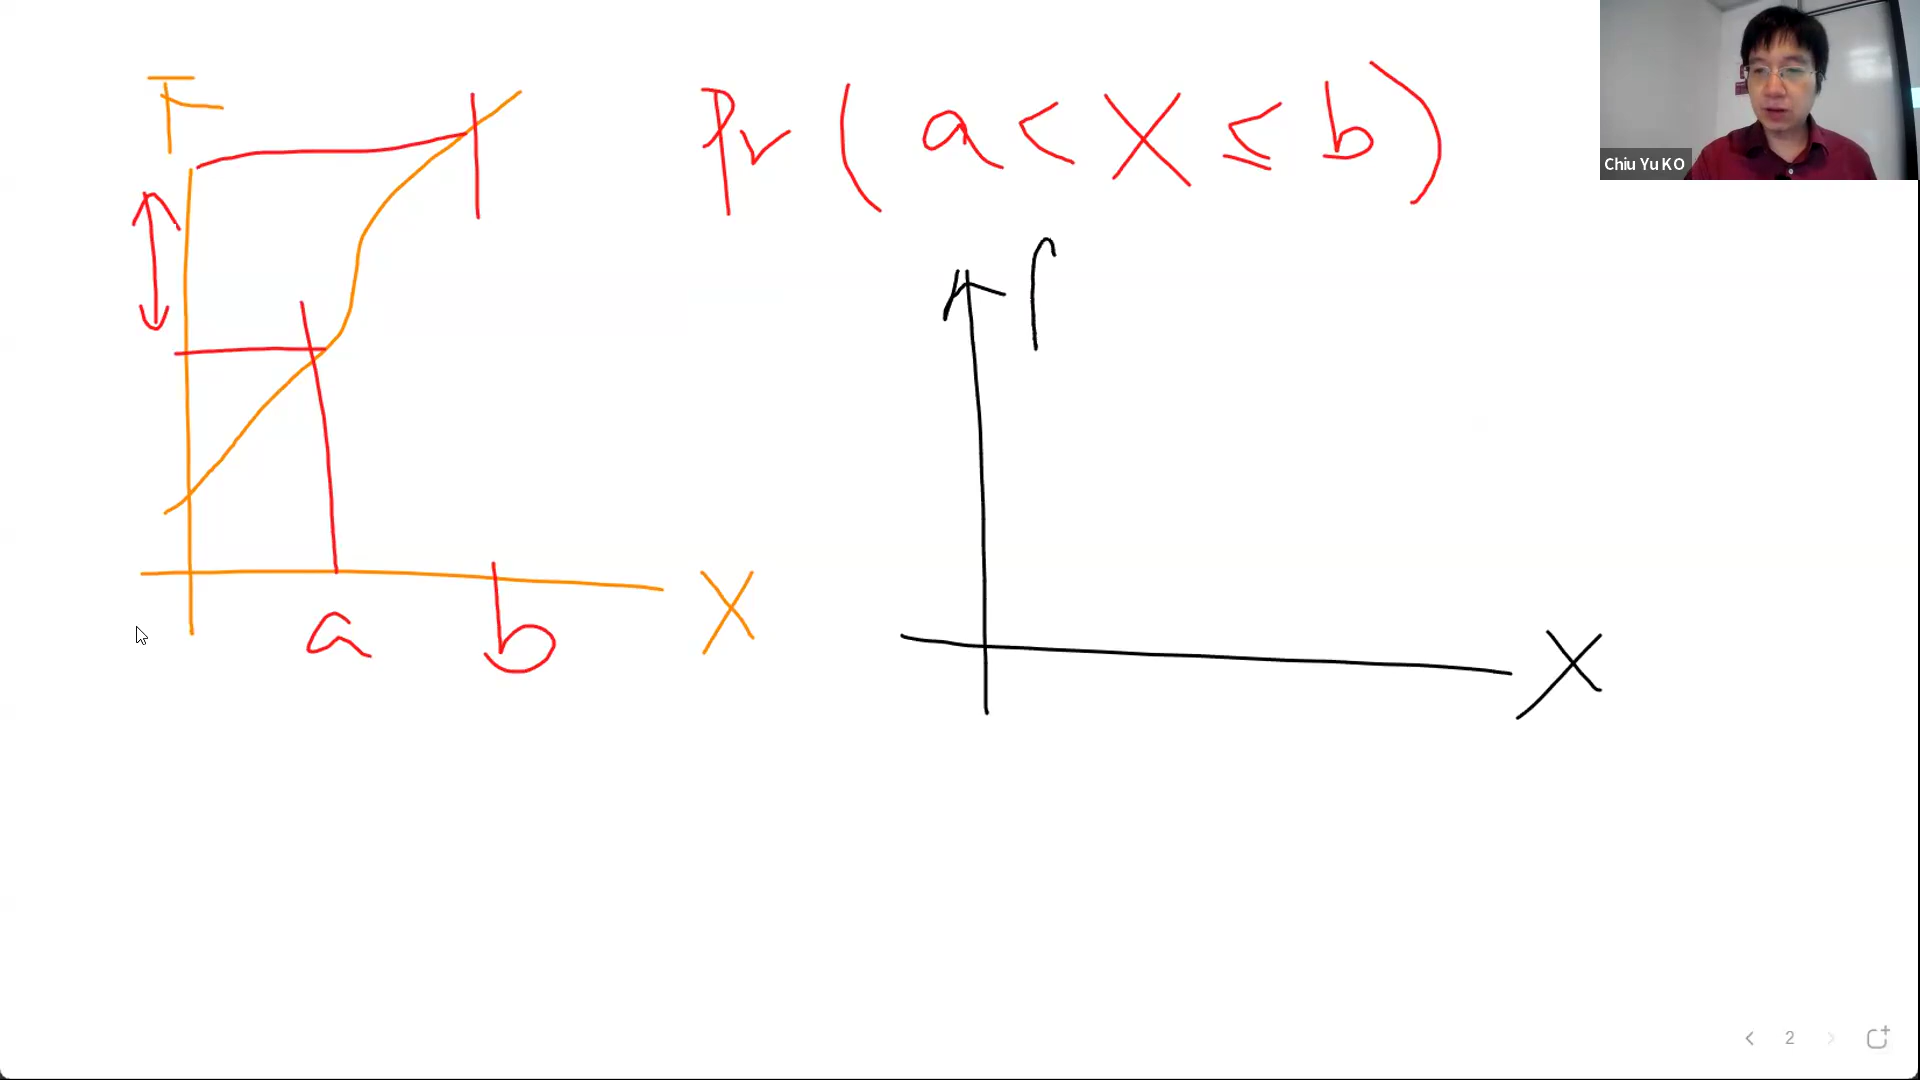 F
Pr ( a < X ≤ b )
Chiu Yu KO
f
X
a b
X
2